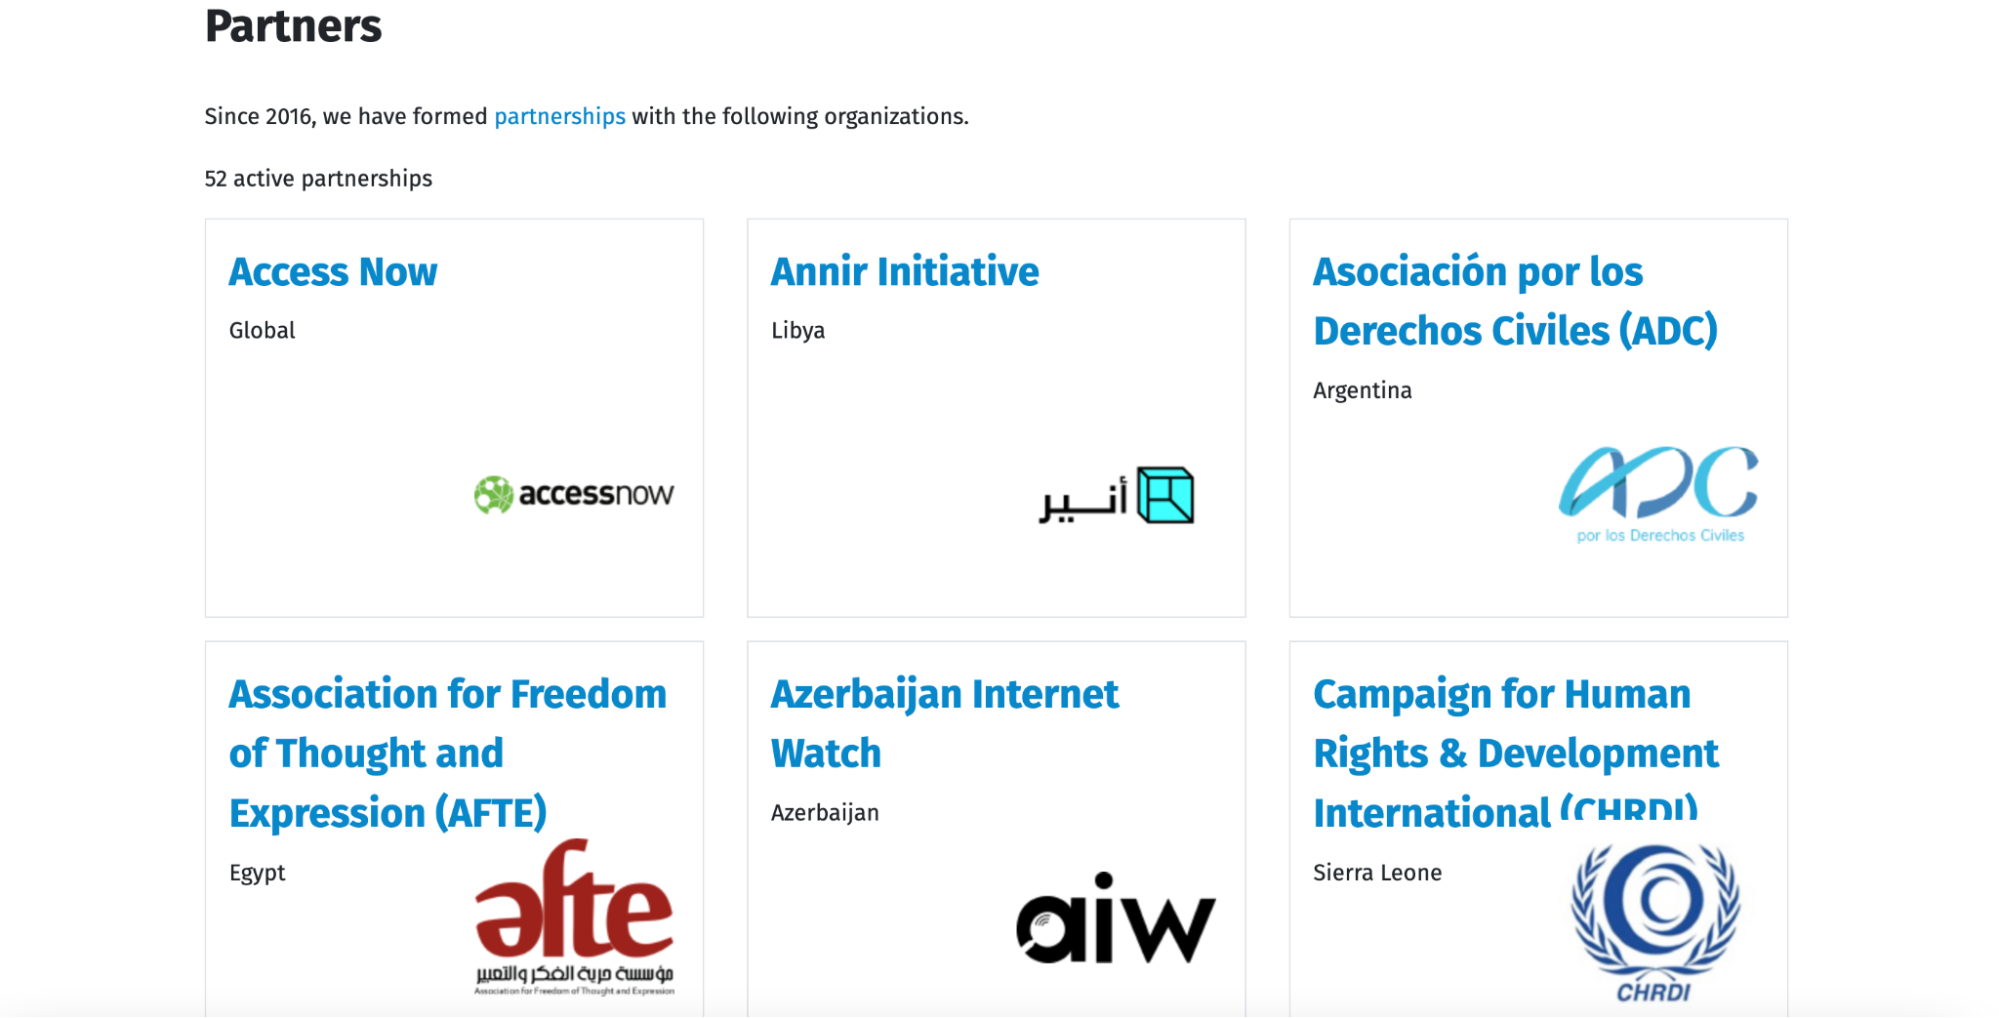 Partners
Since 2016, we have formed partnerships with the following organizations.
52 active partnerships
Access Now
Global
accessnow
Annir Initiative
Libya
أنير
Asociación por los
Derechos Civiles (ADC)
Argentina
ADC
por los Derechos Civiles
Association for Freedom
of Thought and
Expression (AFTE)
Egypt
afte
مؤسسة حرية الفكر والتعبير
Association for Freedom of Thought and Expression
Azerbaijan Internet
Watch
Azerbaijan
aiw
Campaign for Human
Rights & Development
International (CHRDI)
Sierra Leone
CHRDI